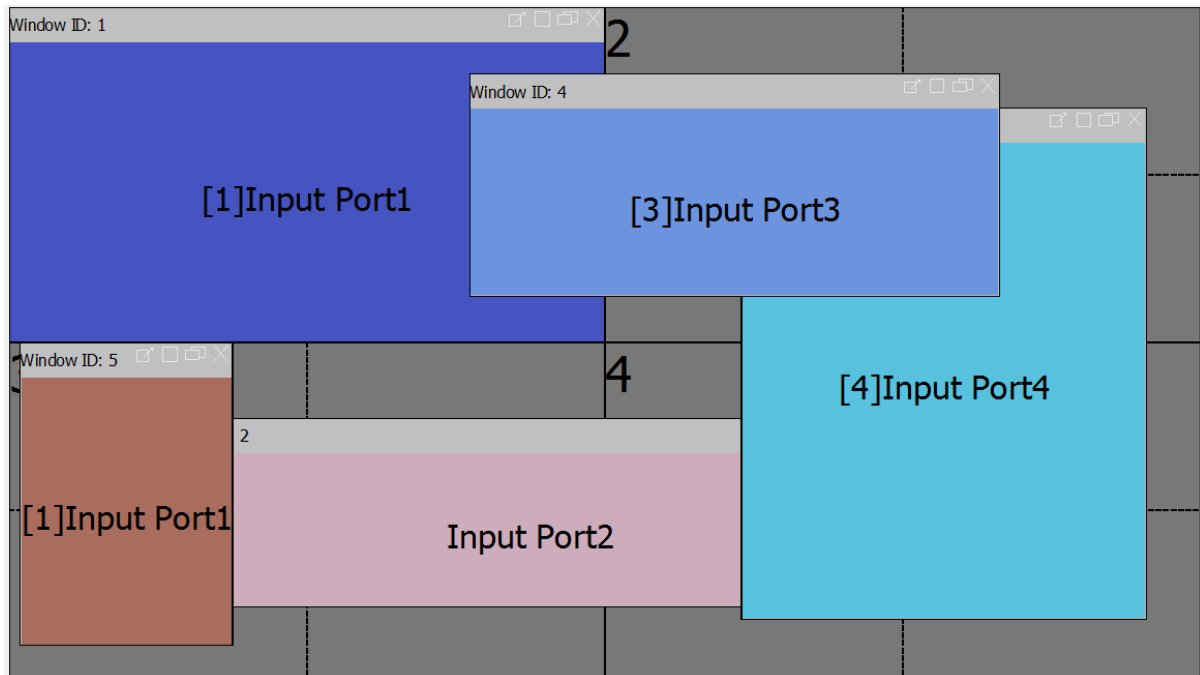 Window ID: 1
2
Window ID: 4
[1]Input Port1
[3]Input Port3
Window ID: 5
4
[4]Input Port4
2
[1]Input Port1
Input Port2